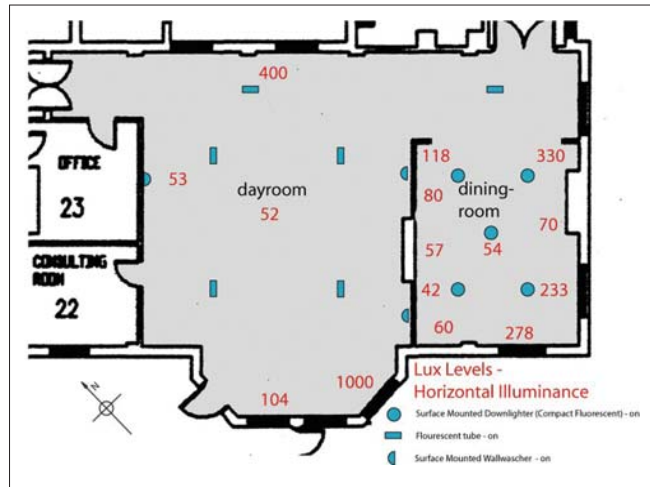 400
118
330
OFFICE
53
dayroom
dining-
room
80
23
52
70
57
54
CONSULTING
ROOM
22
42
233
60
278
N
104
1000
Lux Levels -
Horizontal Illuminance
Surface Mounted Downlighter (Compact Fluorescent) - on
Flourescent tube - on
Surface Mounted Wallwascher - on